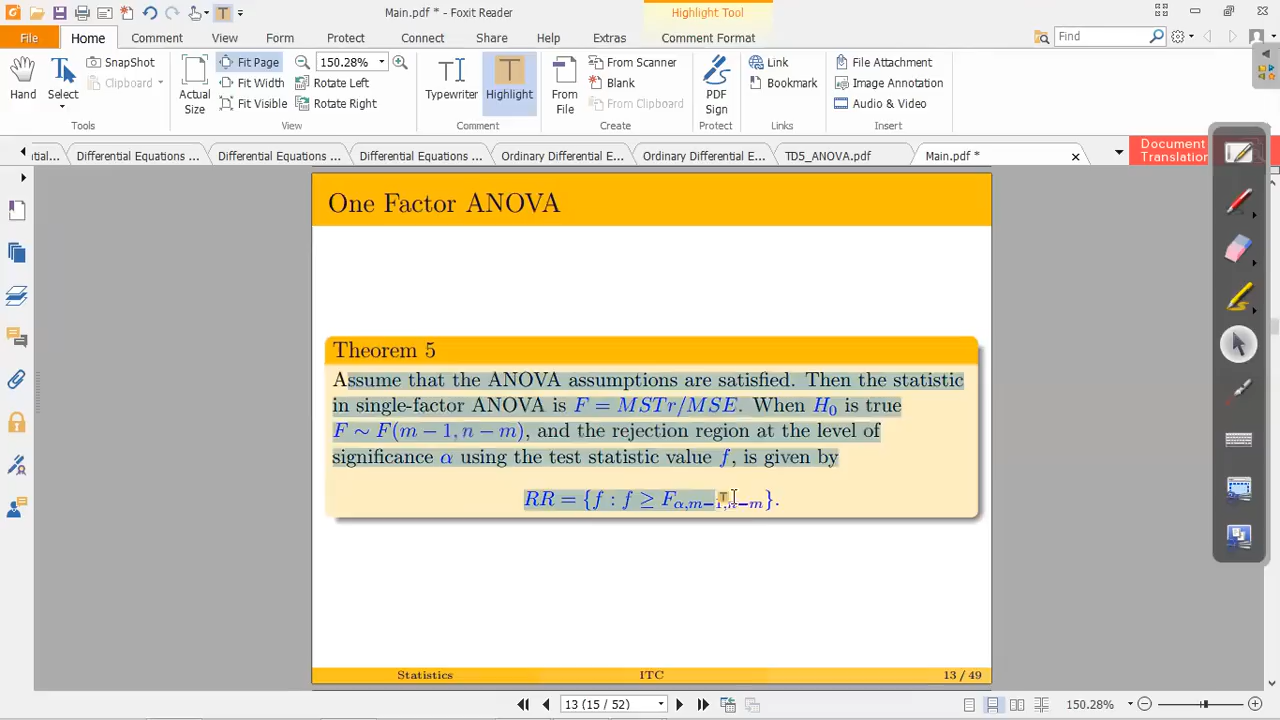 Main.pdf * - Foxit Reader
Highlight Tool
File
Home
Comment
View
Form
Protect
Connect
Share
Help
Extras
Comment Format
Find
Hand
Select
SnapShot
Clipboard
Tools
Actual
Size
Fit Page
Fit Width
Fit Visible
150.28%
Rotate Left
Rotate Right
View
Typewriter
Highlight
Comment
From
File
From Scanner
Blank
From Clipboard
Create
PDF
Sign
Protect
Link
Bookmark
Links
File Attachment
Image Annotation
Audio & Video
Insert
ntial...
Differential Equations ...
Differential Equations ...
Differential Equations ...
Ordinary Differential E...
Ordinary Differential E...
TD5_ANOVA.pdf
Main.pdf *
Document
Translation
One Factor ANOVA
Theorem 5
Assume that the ANOVA assumptions are satisfied. Then the statistic
in single-factor ANOVA is F = MSTr/MSE. When H₀ is true
F ∼ F(m − 1, n − m), and the rejection region at the level of
significance α using the test statistic value f, is given by
RR = {f : f ≥ F_{α,m−1,n−m}}.
Statistics
ITC
13 / 49
13 (15 / 52)
150.28%